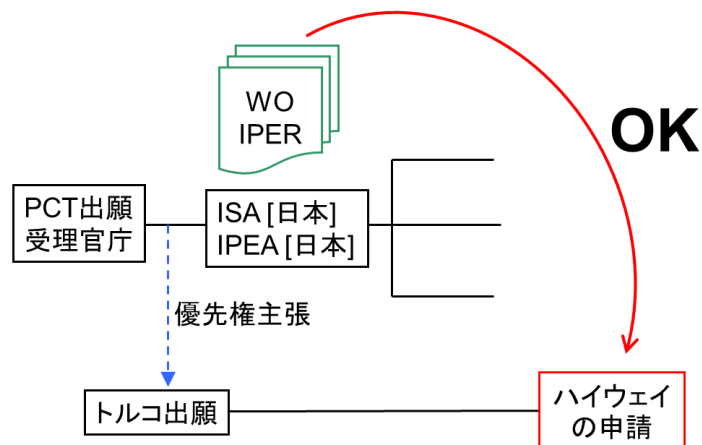 WO
IPER
OK
PCT出願
受理官庁
ISA [日本]
IPEA [日本]
優先権主張
トルコ出願
ハイウェイ
の申請